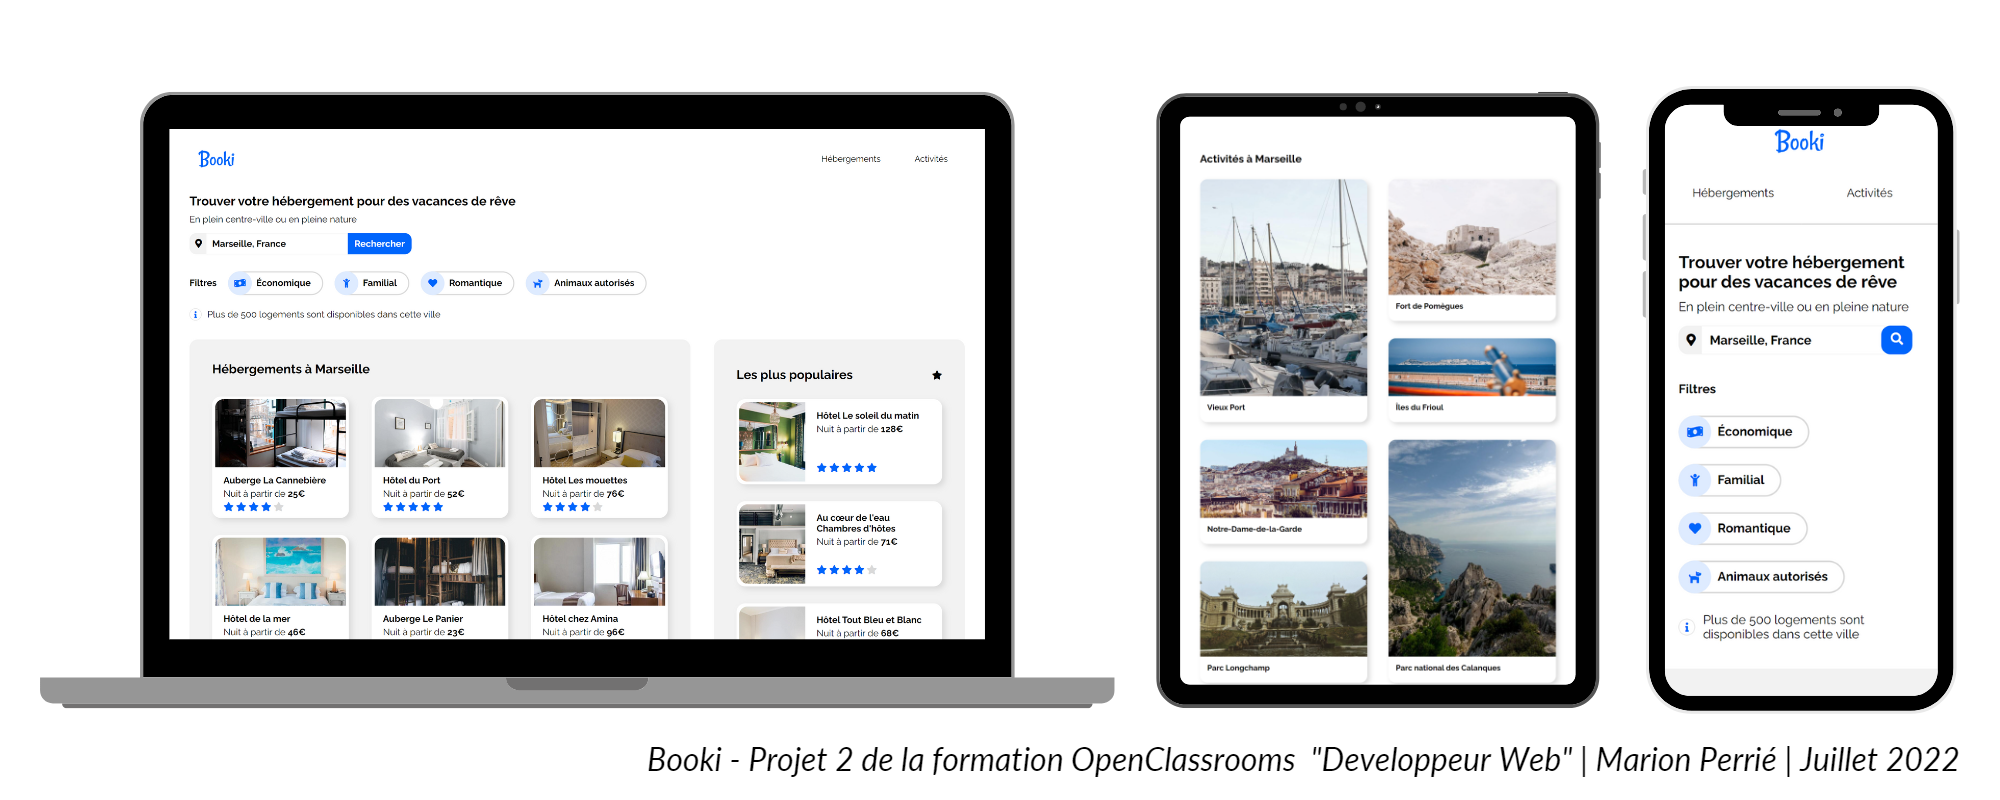 Booki
Hébergements
Activités
Trouver votre hébergement pour des vacances de rêve
En plein centre-ville ou en pleine nature
Marseille, France
Rechercher
Filtres
Économique
Familial
Romantique
Animaux autorisés
Plus de 500 logements sont disponibles dans cette ville
Hébergements à Marseille
Auberge La Cannebière
Nuit à partir de 25€
Hôtel du Port
Nuit à partir de 52€
Hôtel Les mouettes
Nuit à partir de 76€
Hôtel de la mer
Nuit à partir de 46€
Auberge Le Panier
Nuit à partir de 23€
Hôtel chez Amina
Nuit à partir de 96€
Les plus populaires
Hôtel Le soleil du matin
Nuit à partir de 128€
Au cœur de l'eau
Chambres d'hôtes
Nuit à partir de 71€
Hôtel Tout Bleu et Blanc
Nuit à partir de 68€
Activités à Marseille
Vieux Port
Fort de Pomègues
Îles du Frioul
Notre-Dame-de-la-Garde
Parc Longchamp
Parc national des Calanques
Booki
Hébergements
Activités
Trouver votre hébergement
pour des vacances de rêve
En plein centre-ville ou en pleine nature
Marseille, France
Filtres
Économique
Familial
Romantique
Animaux autorisés
Plus de 500 logements sont
disponibles dans cette ville
Booki - Projet 2 de la formation OpenClassrooms "Developpeur Web" | Marion Perrié | Juillet 2022